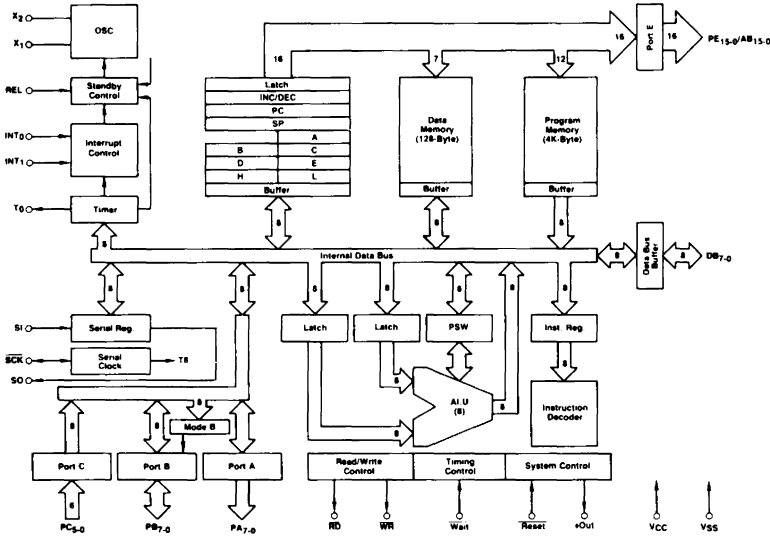 X2
OSC
X1
REL
Standby
Control
INT0
Interrupt
Control
INT1
T0
Timer
8
16
Latch
INC/DEC
PC
SP
A
B
C
D
E
H
L
Buffer
8
7
Data
Memory
(128-Byte)
Buffer
8
12
Program
Memory
(4K-Byte)
Buffer
8
16
Port E
16
PE15-0/AB15-0
Internal Data Bus
8
Data Bus
Buffer
8
DB7-0
8
8
8
8
6
8
8
SI
Serial Reg.
SCK
Serial
Clock
T8
SO
Latch
Latch
PSW
Inst. Reg.
8
8
8
ALU
(8)
8
8
Instruction
Decoder
8
8
8
Mode B
Port C
Port B
Port A
6
PC5-0
PB7-0
PA7-0
Read/Write
Control
Timing
Control
System Control
RD
WR
Wait
Reset
+Out
VCC
VSS